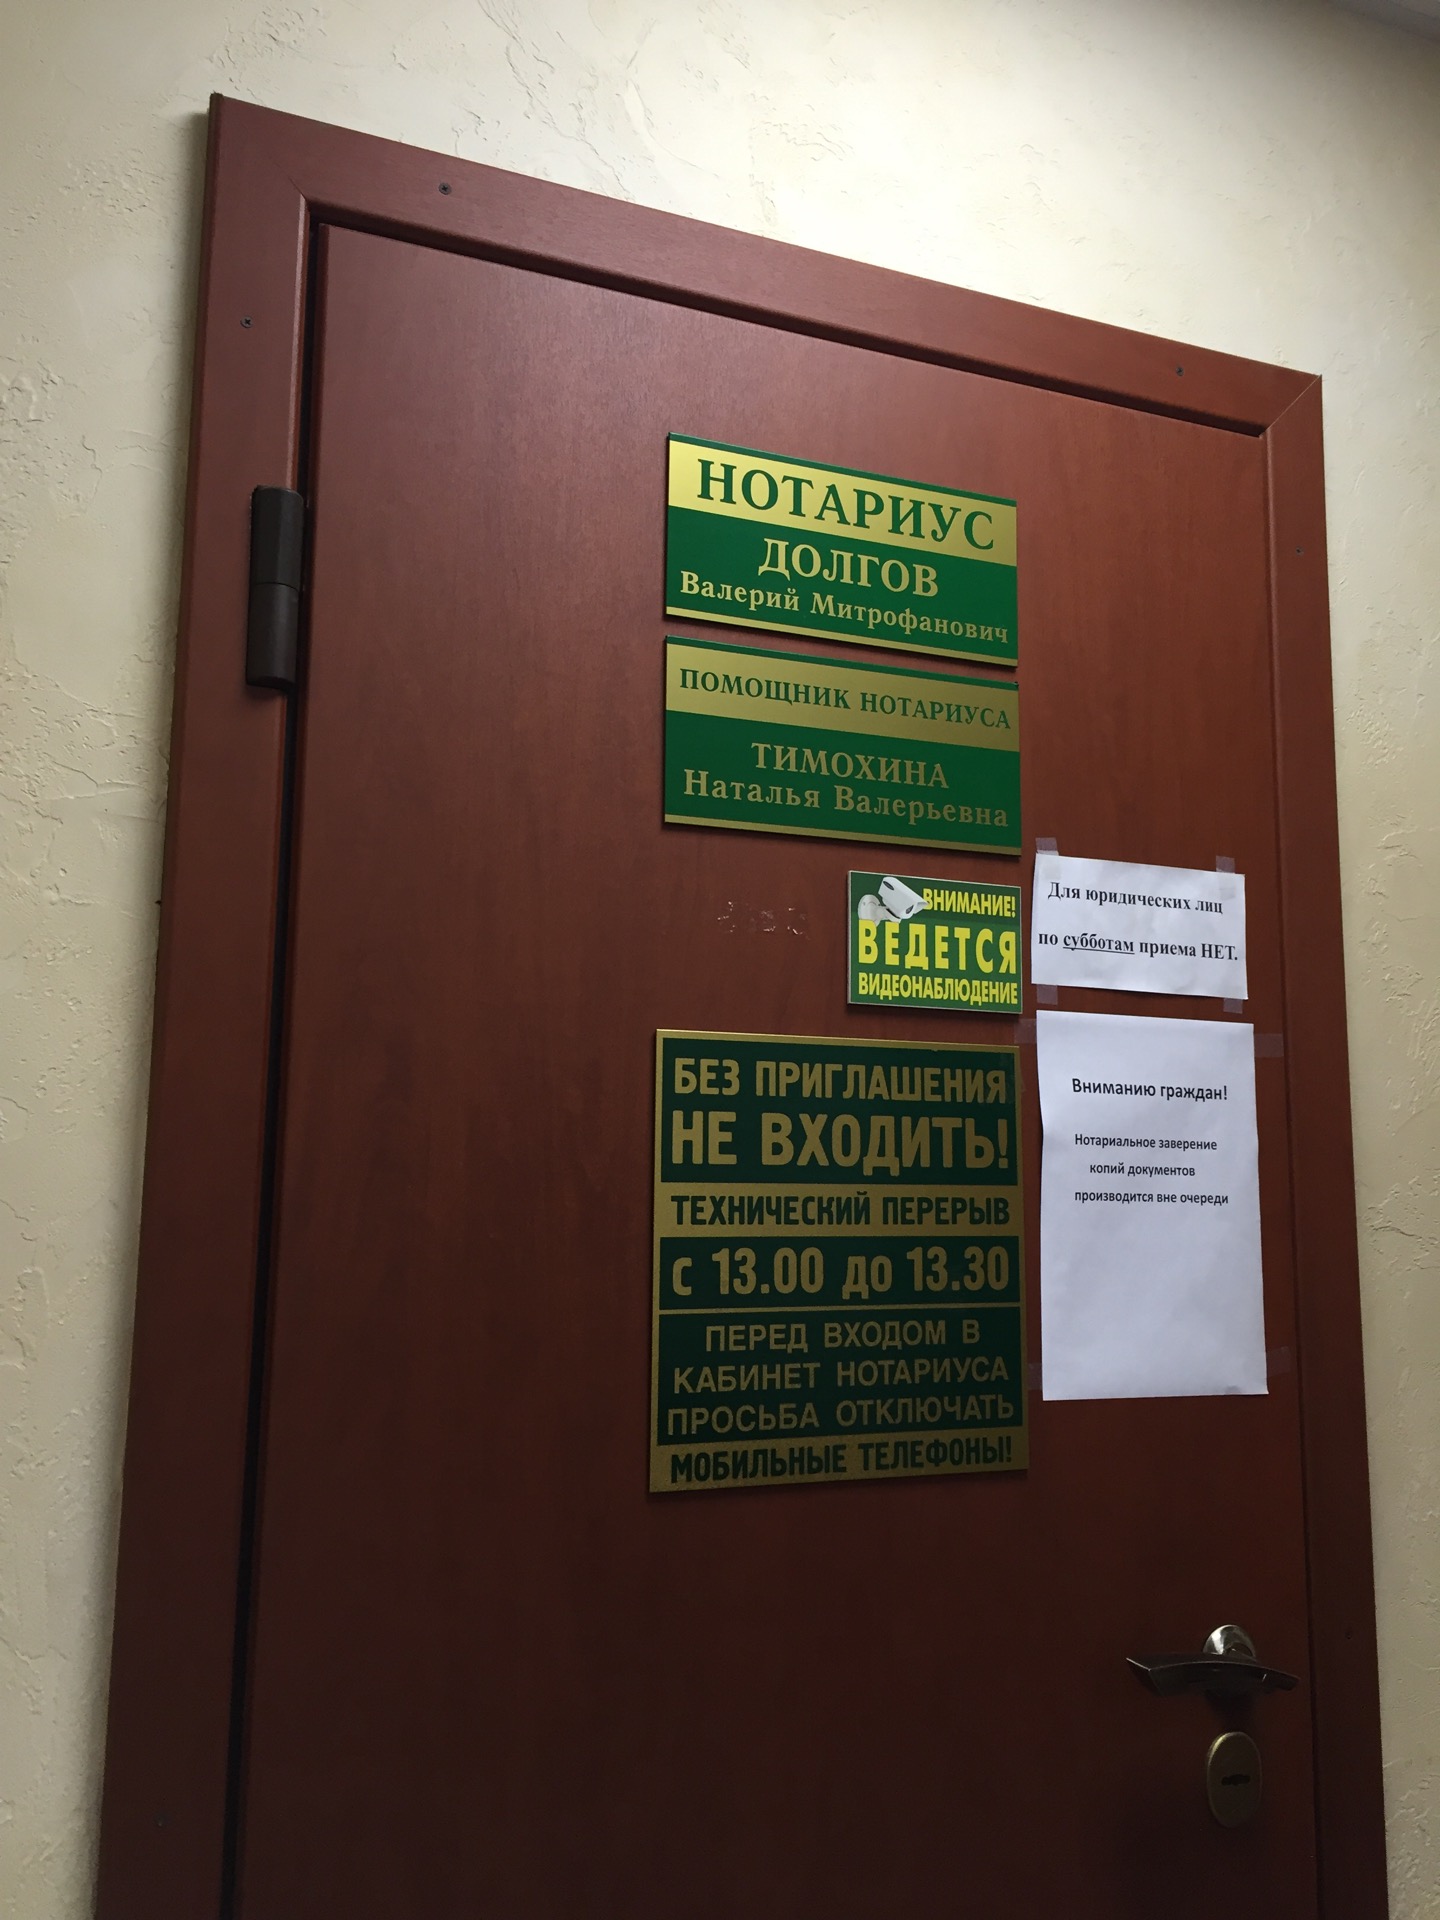 НОТАРИУС
ДОЛГОВ
Валерий Митрофанович
ПОМОЩНИК НОТАРИУСА
ТИМОХИНА
Наталья Валерьевна
ВНИМАНИЕ!
ВЕДЕТСЯ
ВИДЕОНАБЛЮДЕНИЕ
Для юридических лиц
по субботам приема НЕТ.
БЕЗ ПРИГЛАШЕНИЯ
НЕ ВХОДИТЬ!
ТЕХНИЧЕСКИЙ ПЕРЕРЫВ
с 13.00 до 13.30
ПЕРЕД ВХОДОМ В
КАБИНЕТ НОТАРИУСА
ПРОСЬБА ОТКЛЮЧАТЬ
МОБИЛЬНЫЕ ТЕЛЕФОНЫ!
Вниманию граждан!
Нотариальное заверение
копий документов
производится вне очереди